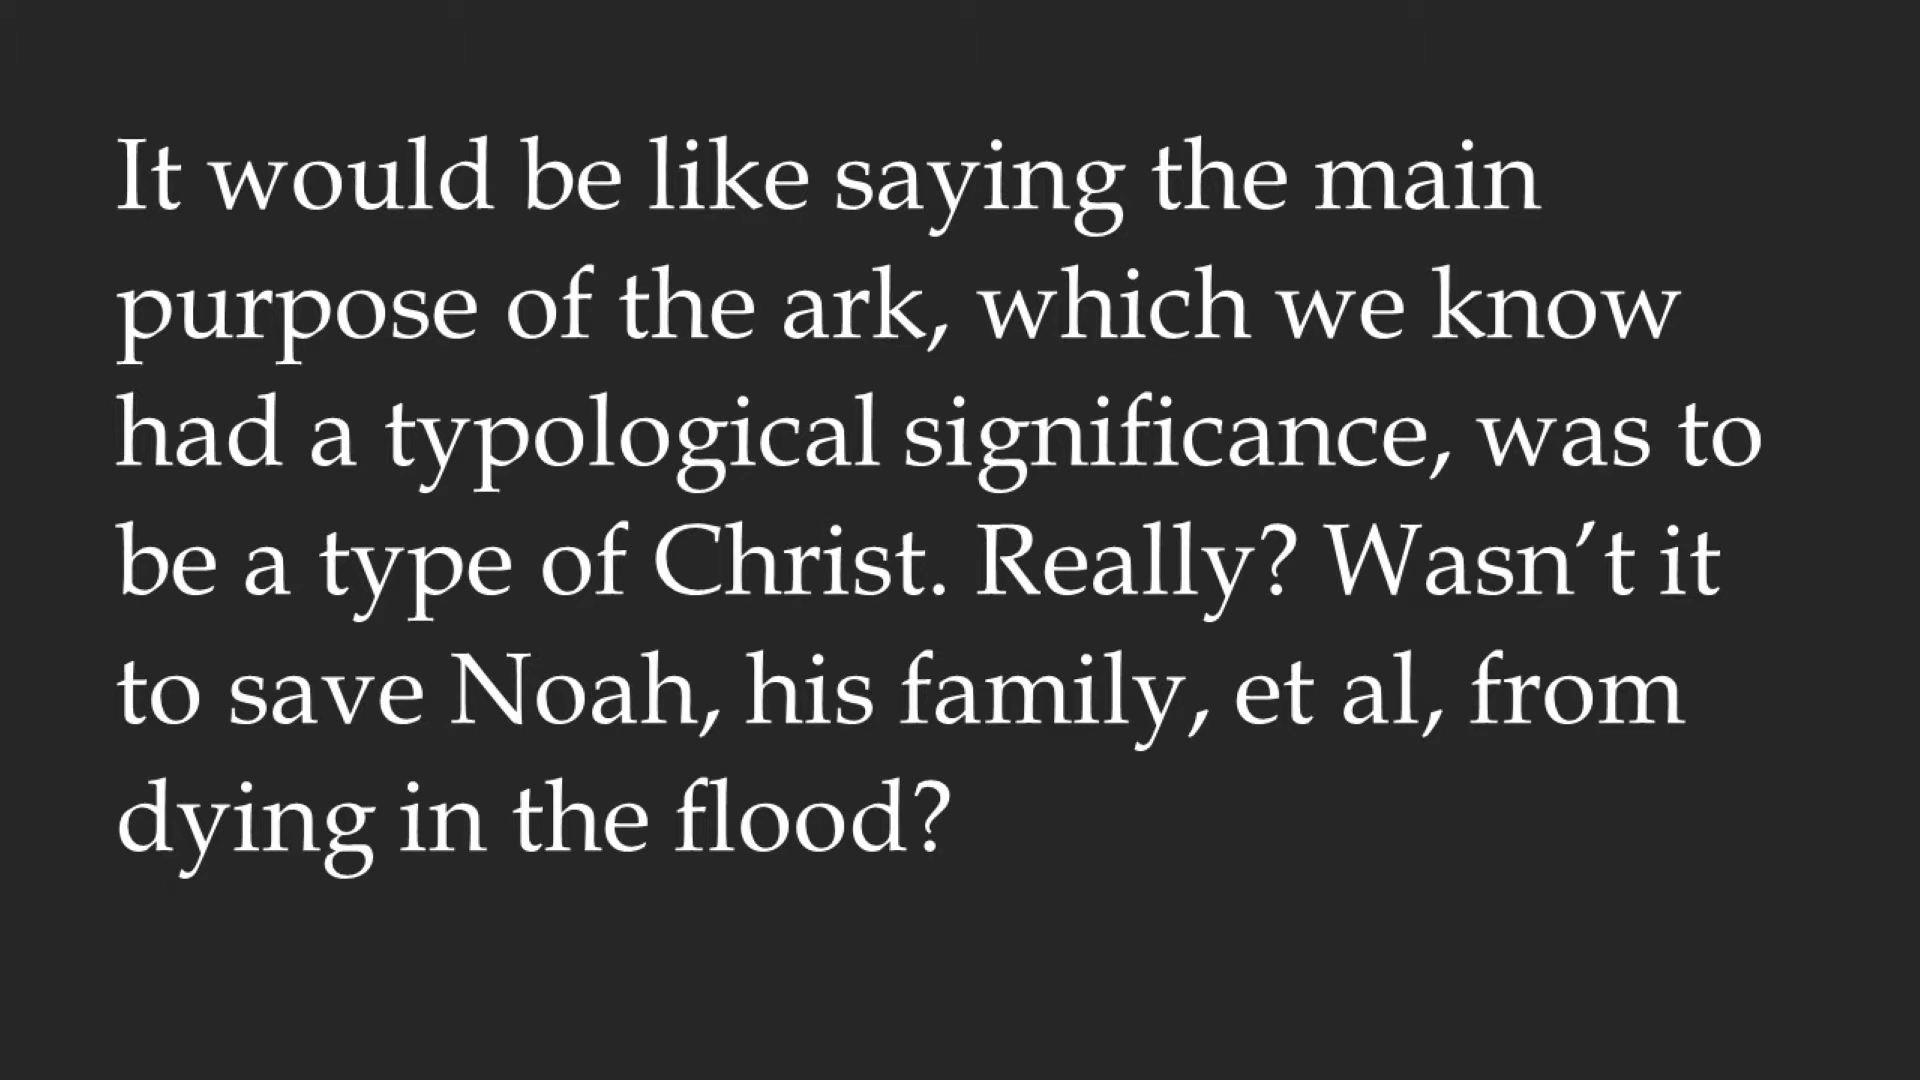 It would be like saying the main
purpose of the ark, which we know
had a typological significance, was to
be a type of Christ. Really? Wasn’t it
to save Noah, his family, et al, from
dying in the flood?